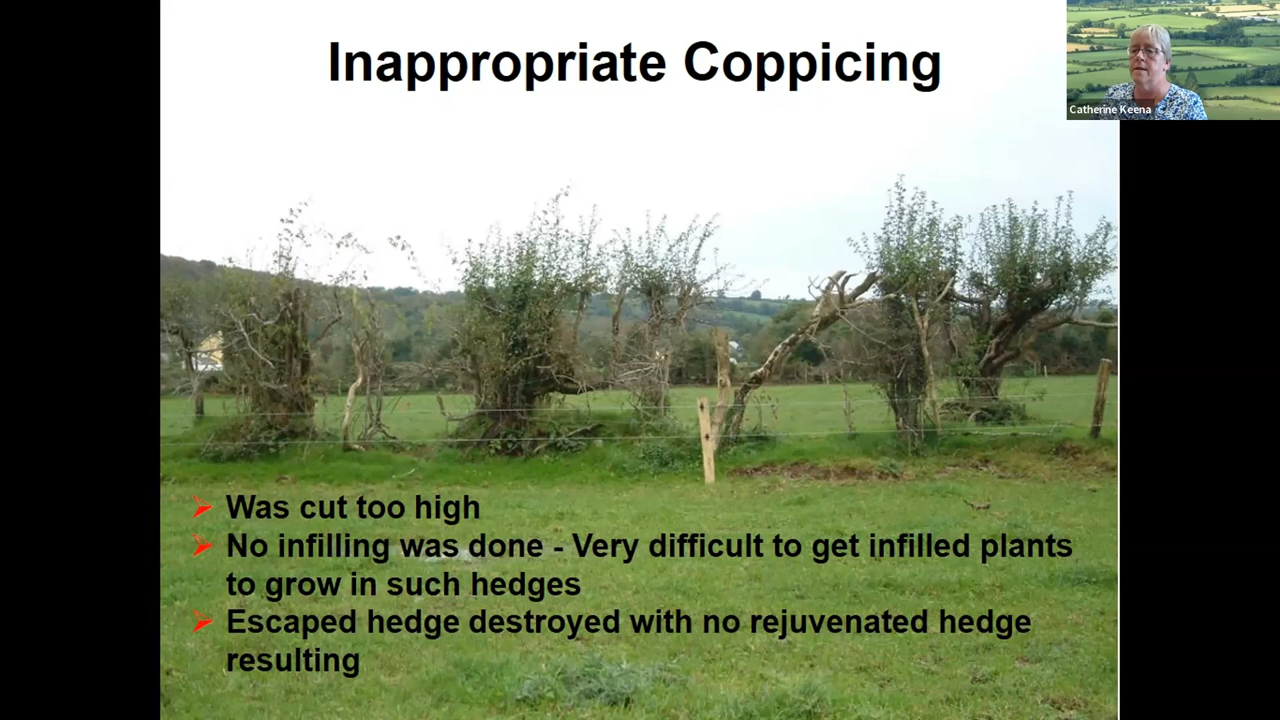 Inappropriate Coppicing
Catherine Keena
Was cut too high
No infilling was done - Very difficult to get infilled plants
to grow in such hedges
Escaped hedge destroyed with no rejuvenated hedge
resulting